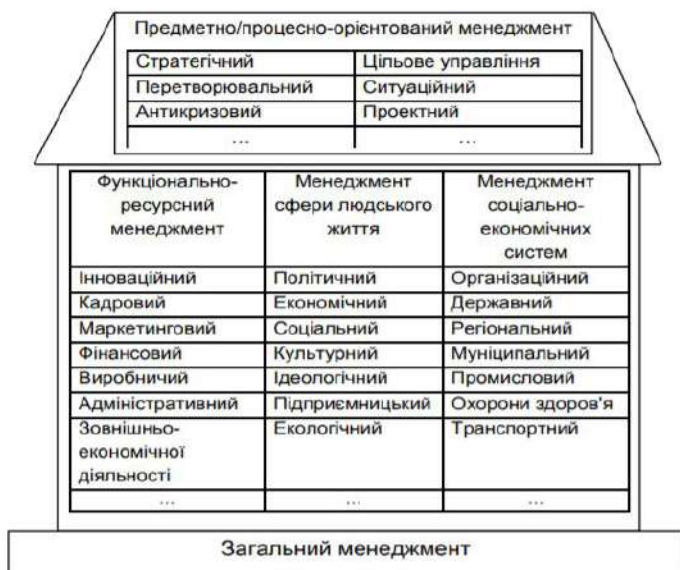 Предметно/процесно-орієнтований менеджмент
Стратегічний Цільове управління
Перетворювальний Ситуаційний
Антикризовий Проектний
... ...
Функціонально- Менеджмент Менеджмент
ресурсний сфери людського соціально-
менеджмент життя економічних
систем
Інноваційний Політичний Організаційний
Кадровий Економічний Державний
Маркетинговий Соціальний Регіональний
Фінансовий Культурний Муніципальний
Виробничий Ідеологічний Промисловий
Адміністративний Підприємницький Охорони здоров'я
Зовнішньо- Екологічний Транспортний
економічної
діяльності
... ... ...
Загальний менеджмент